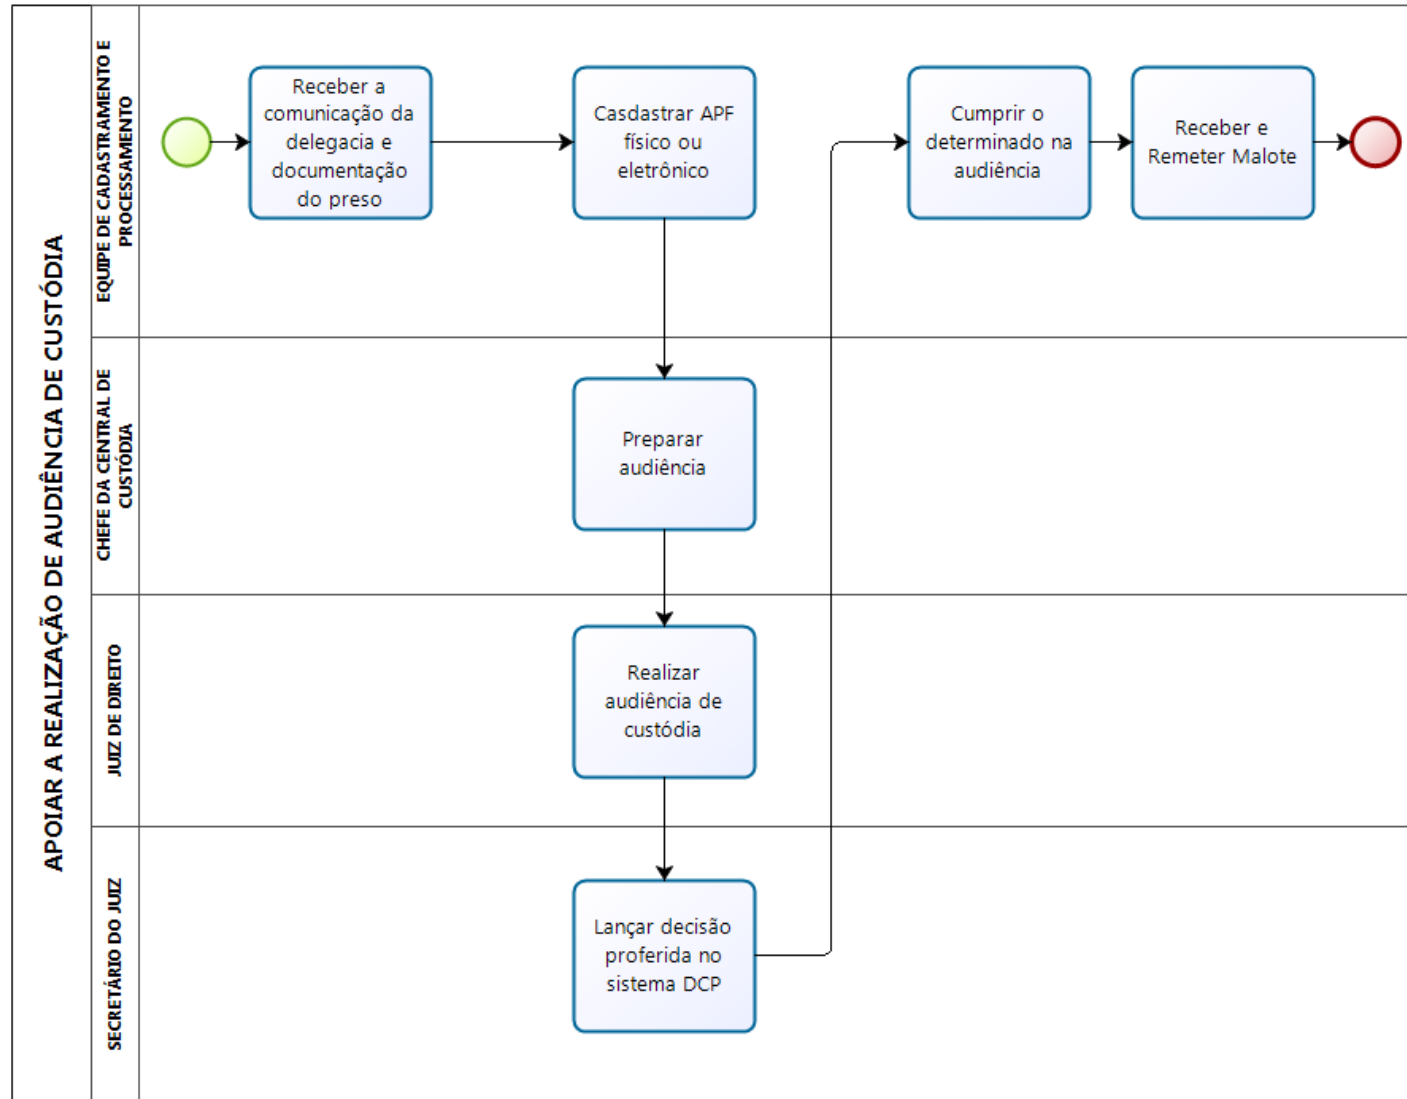 APOIAR A REALIZAÇÃO DE AUDIÊNCIA DE CUSTÓDIA
EQUIPE DE CADASTRAMENTO E
PROCESSAMENTO
Receber a
comunicação da
delegacia e
documentação
do preso
Casdastrar APF
físico ou
eletrônico
Cumprir o
determinado na
audiência
Receber e
Remeter Malote
CHEFE DA CENTRAL DE
CUSTÓDIA
Preparar
audiência
JUIZ DE DIREITO
Realizar
audiência de
custódia
SECRETÁRIO DO JUIZ
Lançar decisão
proferida no
sistema DCP